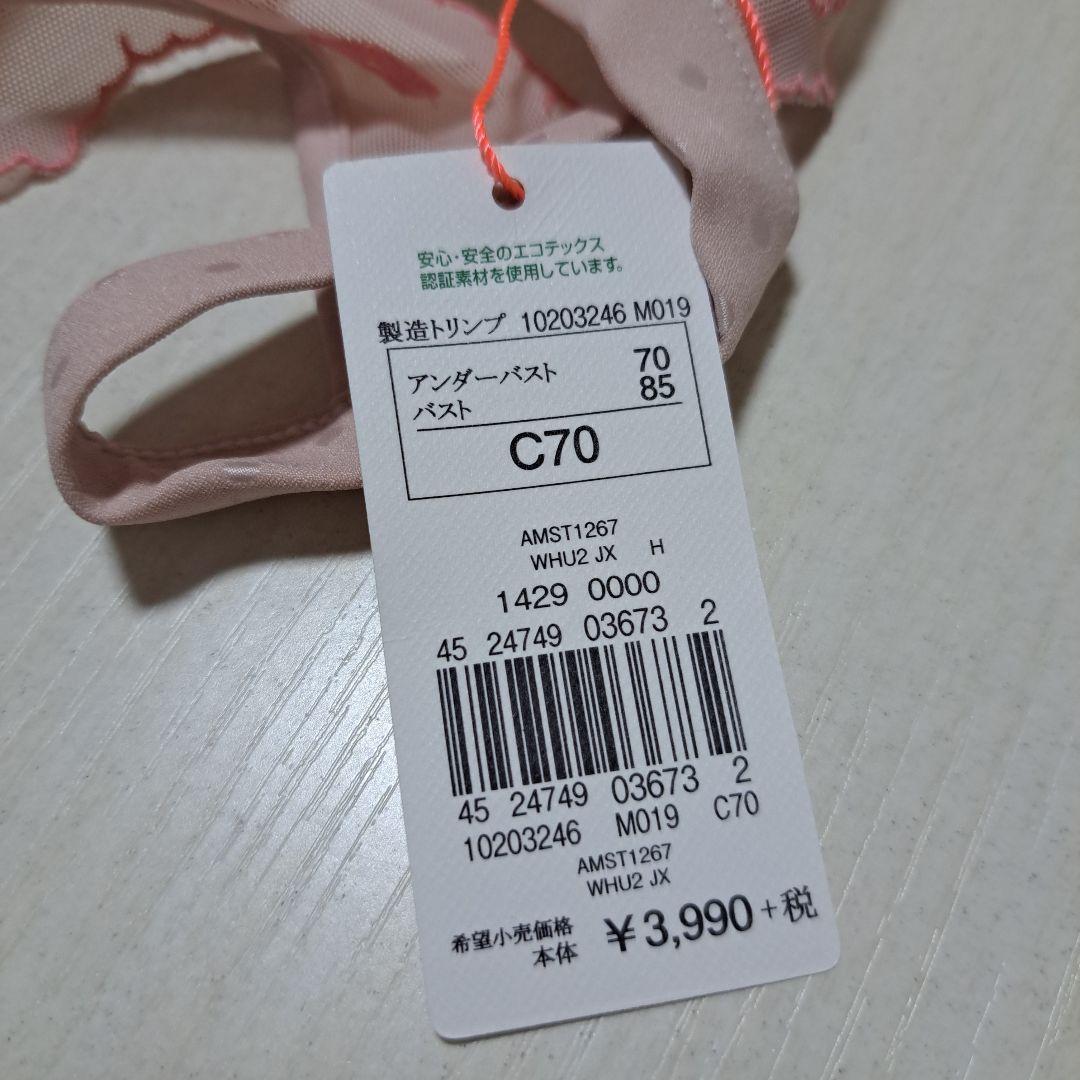 安心・安全のエコテックス
認証素材を使用しています。
製造トリンプ 10203246 M019
アンダーバスト 70
バスト 85
C70
AMST1267
WHU2 JX H
1429 0000
45 24749 03673 2
45 24749 03673 2
10203246 M019 C70
AMST1267
WHU2 JX
希望小売価格
本体 ¥3,990+税